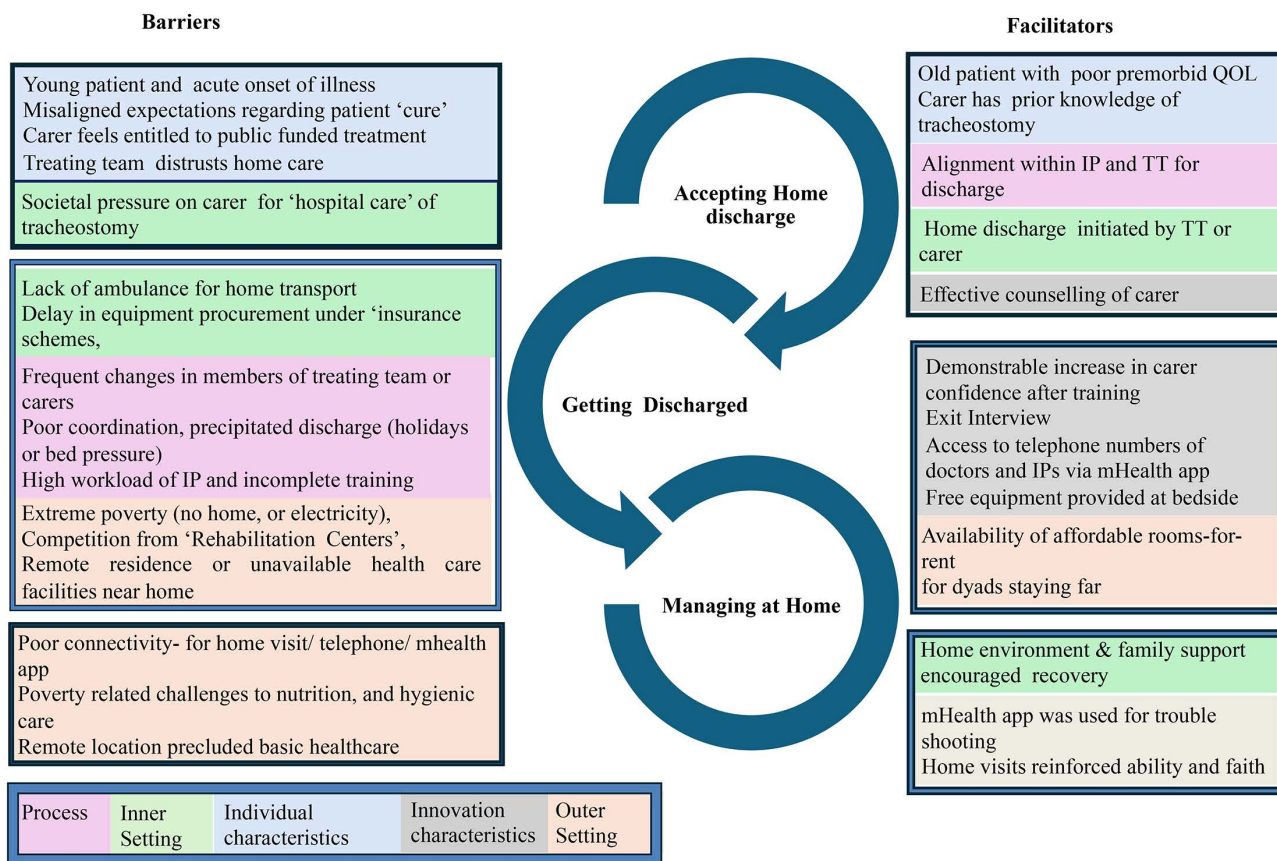 Barriers
Young patient and acute onset of illness
Misaligned expectations regarding patient ‘cure’
Carer feels entitled to public funded treatment
Treating team distrusts home care
Societal pressure on carer for ‘hospital care’ of
tracheostomy
Lack of ambulance for home transport
Delay in equipment procurement under ‘insurance
schemes,
Frequent changes in members of treating team or
carers
Poor coordination, precipitated discharge (holidays
or bed pressure)
High workload of IP and incomplete training
Extreme poverty (no home, or electricity),
Competition from ‘Rehabilitation Centers’,
Remote residence or unavailable health care
facilities near home
Poor connectivity- for home visit/ telephone/ mhealth
app
Poverty related challenges to nutrition, and hygienic
care
Remote location precluded basic healthcare
Accepting Home
discharge
Getting Discharged
Managing at Home
Facilitators
Old patient with poor premorbid QOL
Carer has prior knowledge of
tracheostomy
Alignment within IP and TT for
discharge
Home discharge initiated by TT or
carer
Effective counselling of carer
Demonstrable increase in carer
confidence after training
Exit Interview
Access to telephone numbers of
doctors and IPs via mHealth app
Free equipment provided at bedside
Availability of affordable rooms-for-
rent
for dyads staying far
Home environment & family support
encouraged recovery
mHealth app was used for trouble
shooting
Home visits reinforced ability and faith
Process
Inner
Setting
Individual
characteristics
Innovation
characteristics
Outer
Setting